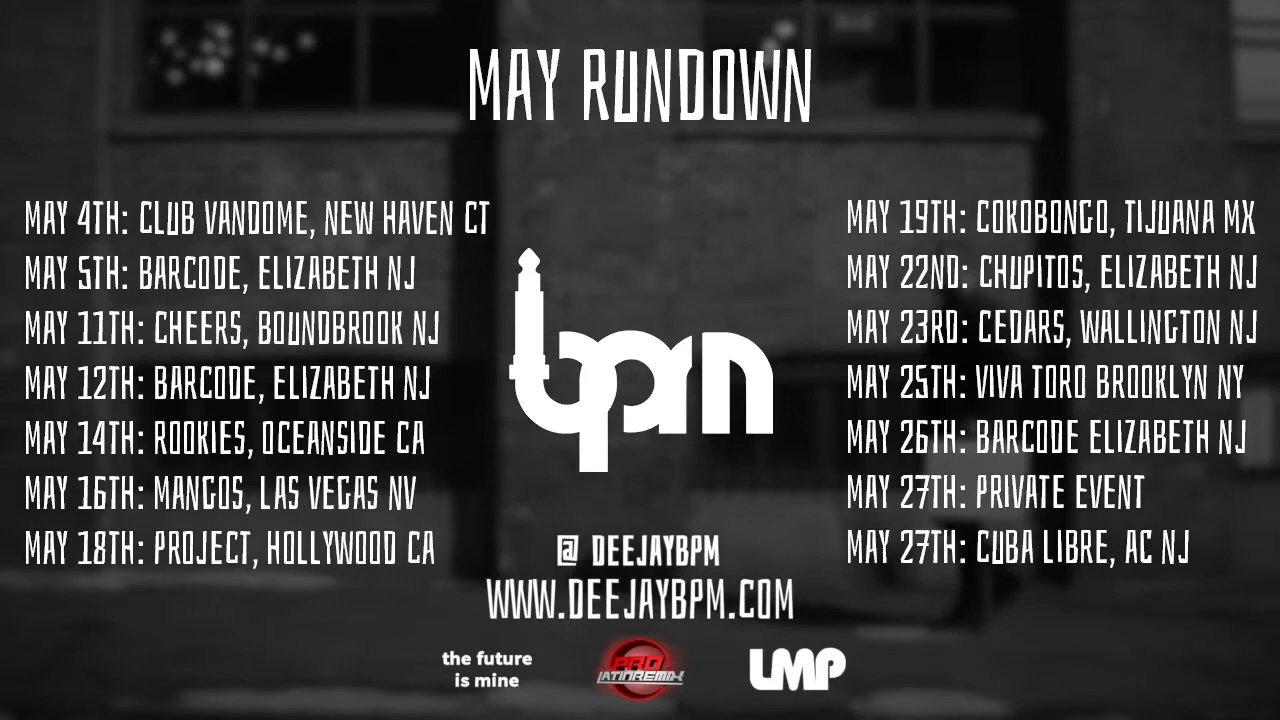 MAY RUNDOWN
MAY 4TH: CLUB VANDOME, NEW HAVEN CT
MAY 5TH: BARCODE, ELIZABETH NJ
MAY 11TH: CHEERS, BOUNDBROOK NJ
MAY 12TH: BARCODE, ELIZABETH NJ
MAY 14TH: ROOKIES, OCEANSIDE CA
MAY 16TH: MANGOS, LAS VEGAS NV
MAY 18TH: PROJECT, HOLLYWOOD CA
bpm
MAY 19TH: COKOBONGO, TIJUANA MX
MAY 22ND: CHUPITOS, ELIZABETH NJ
MAY 23RD: CEDARS, WALLINGTON NJ
MAY 25TH: VIVA TORO BROOKLYN NY
MAY 26TH: BARCODE ELIZABETH NJ
MAY 27TH: PRIVATE EVENT
MAY 27TH: CUBA LIBRE, AC NJ
@ DEEJAYBPM
WWW.DEEJAYBPM.COM
the future
is mine
PRO
LATINREMIX
LMP